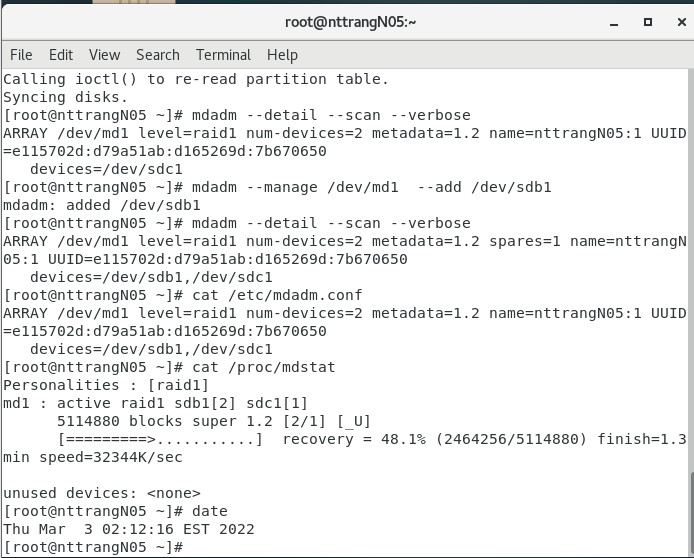 root@nttrangN05:~
File Edit View Search Terminal Help
Calling ioctl() to re-read partition table.
Syncing disks.
[root@nttrangN05 ~]# mdadm --detail --scan --verbose
ARRAY /dev/md1 level=raid1 num-devices=2 metadata=1.2 name=nttrangN05:1 UUID
=e115702d:d79a51ab:d165269d:7b670650
   devices=/dev/sdc1
[root@nttrangN05 ~]# mdadm --manage /dev/md1  --add /dev/sdb1
mdadm: added /dev/sdb1
[root@nttrangN05 ~]# mdadm --detail --scan --verbose
ARRAY /dev/md1 level=raid1 num-devices=2 metadata=1.2 spares=1 name=nttrangN
05:1 UUID=e115702d:d79a51ab:d165269d:7b670650
   devices=/dev/sdb1,/dev/sdc1
[root@nttrangN05 ~]# cat /etc/mdadm.conf
ARRAY /dev/md1 level=raid1 num-devices=2 metadata=1.2 name=nttrangN05:1 UUID
=e115702d:d79a51ab:d165269d:7b670650
   devices=/dev/sdb1,/dev/sdc1
[root@nttrangN05 ~]# cat /proc/mdstat
Personalities : [raid1]
md1 : active raid1 sdb1[2] sdc1[1]
      5114880 blocks super 1.2 [2/1] [_U]
      [=========>...........]  recovery = 48.1% (2464256/5114880) finish=1.3
min speed=32344K/sec
unused devices: <none>
[root@nttrangN05 ~]# date
Thu Mar  3 02:12:16 EST 2022
[root@nttrangN05 ~]#